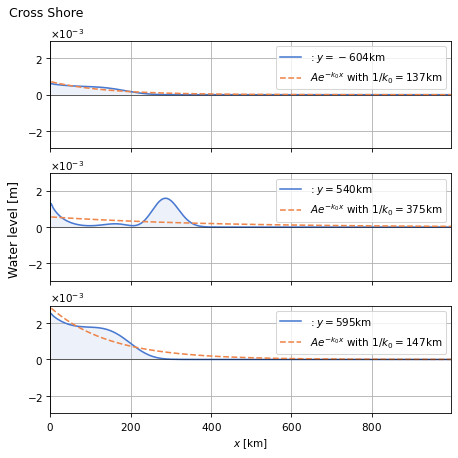 Cross Shore
×10⁻³
2
0
−2
: y = − 604km
Ae^{−k₀x} with 1/k₀ = 137km
×10⁻³
2
0
−2
: y = 540km
Ae^{−k₀x} with 1/k₀ = 375km
Water level [m]
×10⁻³
2
0
−2
: y = 595km
Ae^{−k₀x} with 1/k₀ = 147km
0 200 400 600 800
x [km]